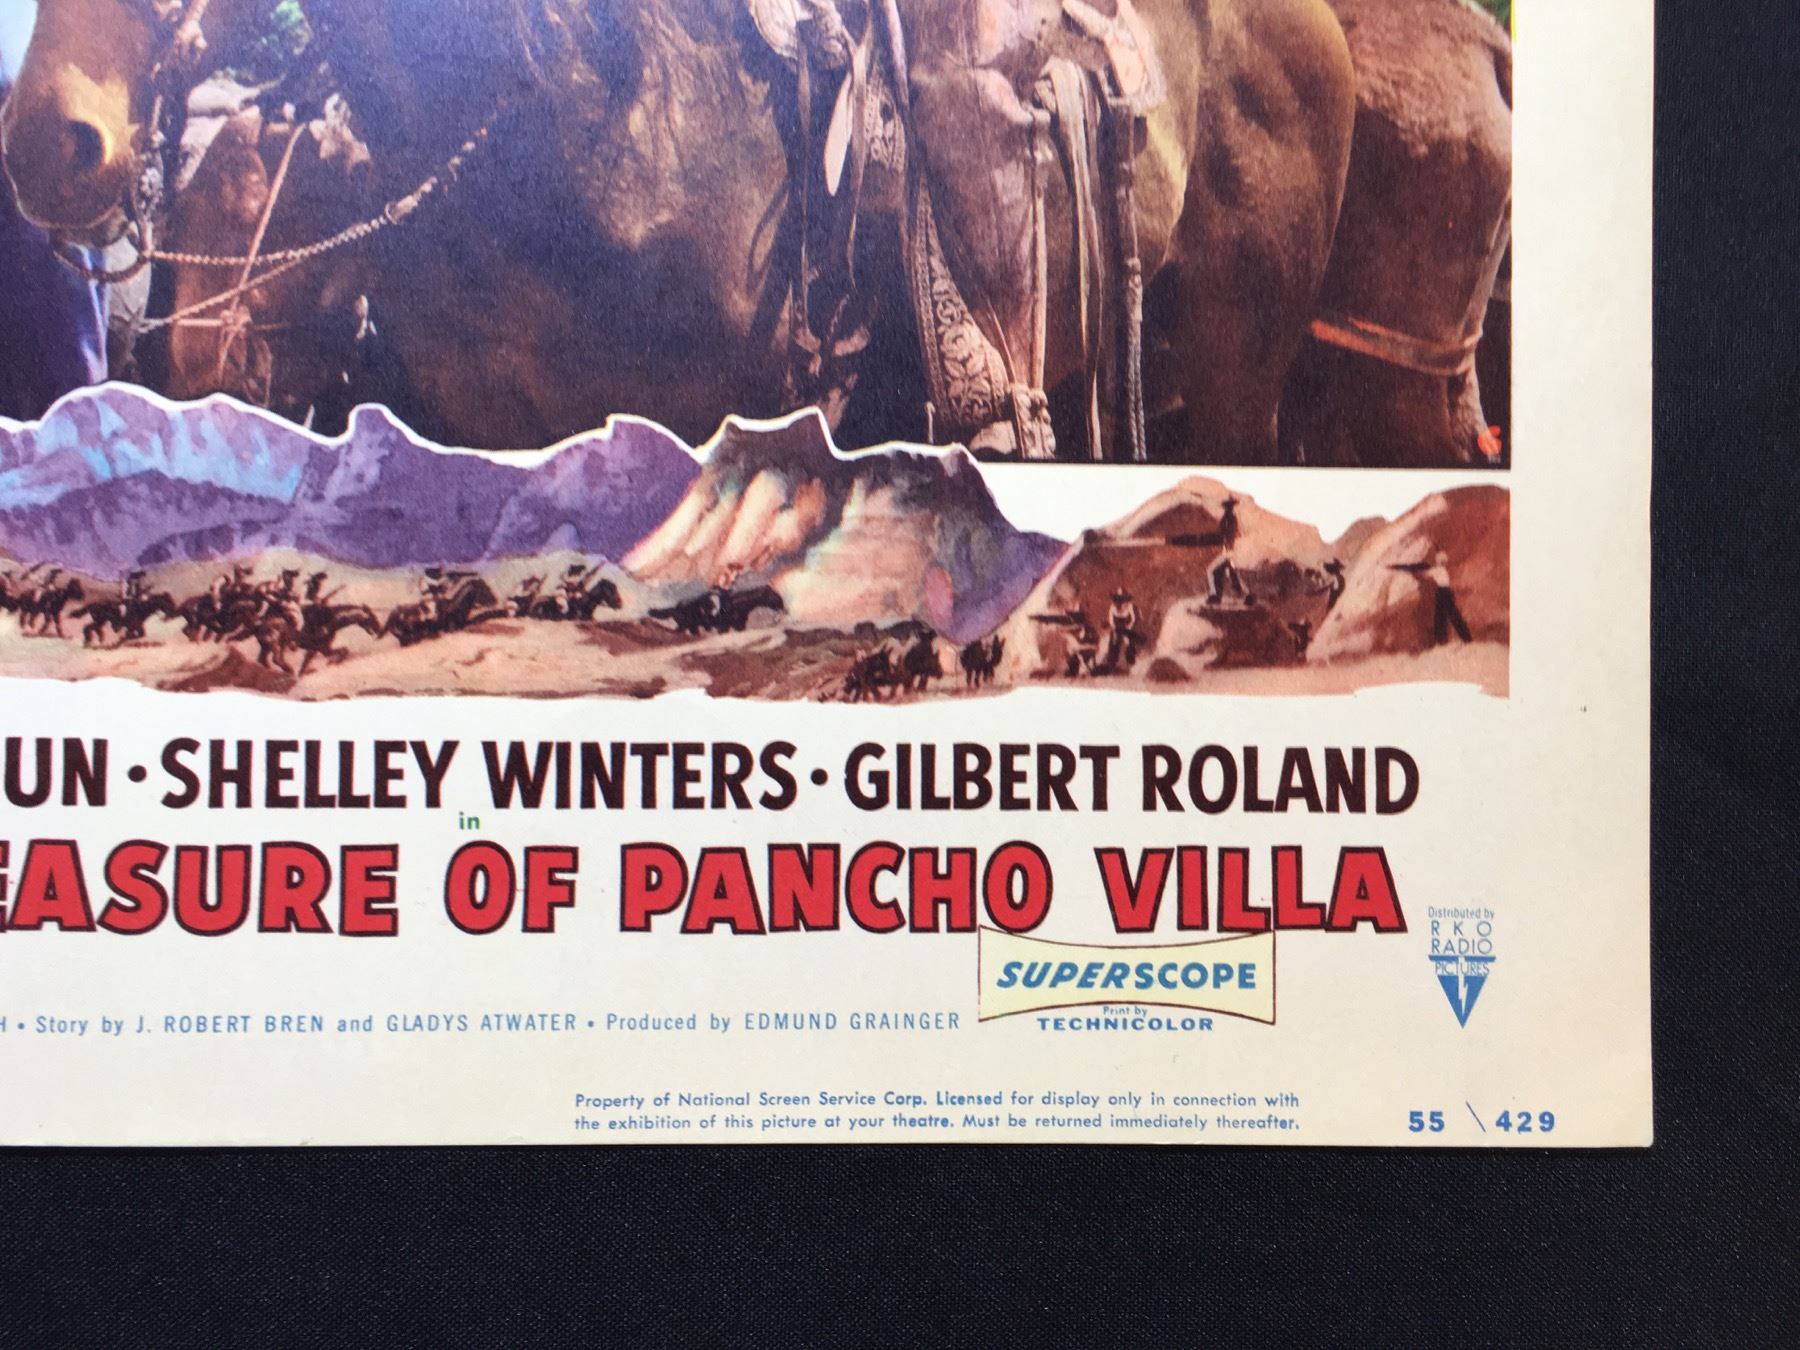 UN • SHELLEY WINTERS • GILBERT ROLAND
in
EASURE OF PANCHO VILLA
Distributed by
RKO
RADIO
PICTURES
SUPERSCOPE
Print by
TECHNICOLOR
H • Story by J. ROBERT BREN and GLADYS ATWATER • Produced by EDMUND GRAINGER
Property of National Screen Service Corp. Licensed for display only in connection with
the exhibition of this picture at your theatre. Must be returned immediately thereafter.
55 \ 429